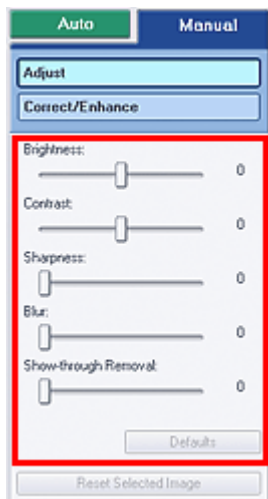 Auto Manual
Adjust
Correct/Enhance
Brightness:
0
Contrast:
0
Sharpness:
0
Blur:
0
Show-through Removal:
0
Defaults
Reset Selected Image